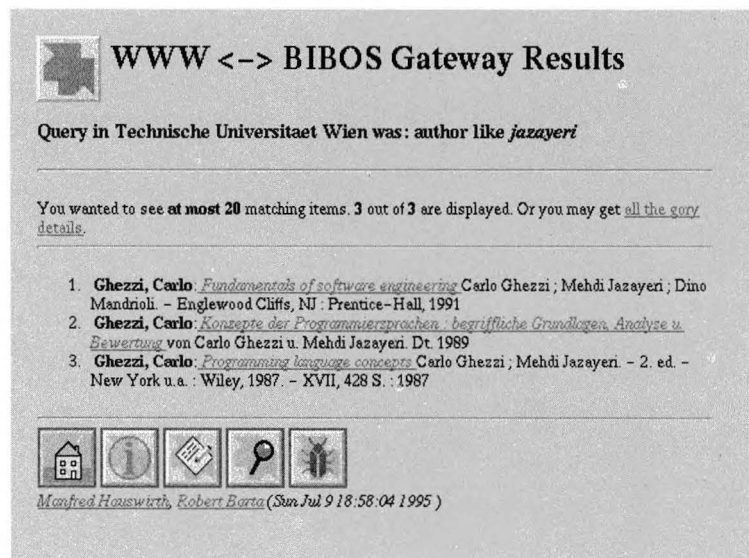 WWW <-> BIBOS Gateway Results
Query in Technische Universitaet Wien was: author like jazayeri
You wanted to see at most 20 matching items. 3 out of 3 are displayed. Or you may get all the gory
details.
1. Ghezzi, Carlo: Fundamentals of software engineering Carlo Ghezzi ; Mehdi Jazayeri ; Dino
Mandrioli. - Englewood Cliffs, NJ : Prentice-Hall, 1991
2. Ghezzi, Carlo: Konzepte der Programmiersprachen : begriffliche Grundlagen, Analyse u.
Bewertung von Carlo Ghezzi u. Mehdi Jazayeri. Dt. 1989
3. Ghezzi, Carlo: Programming language concepts Carlo Ghezzi ; Mehdi Jazayeri. - 2. ed. -
New York u.a. : Wiley, 1987. - XVII, 428 S. : 1987
Manfred Hauswirth, Robert Barta (Sun Jul 9 18:58:04 1995 )